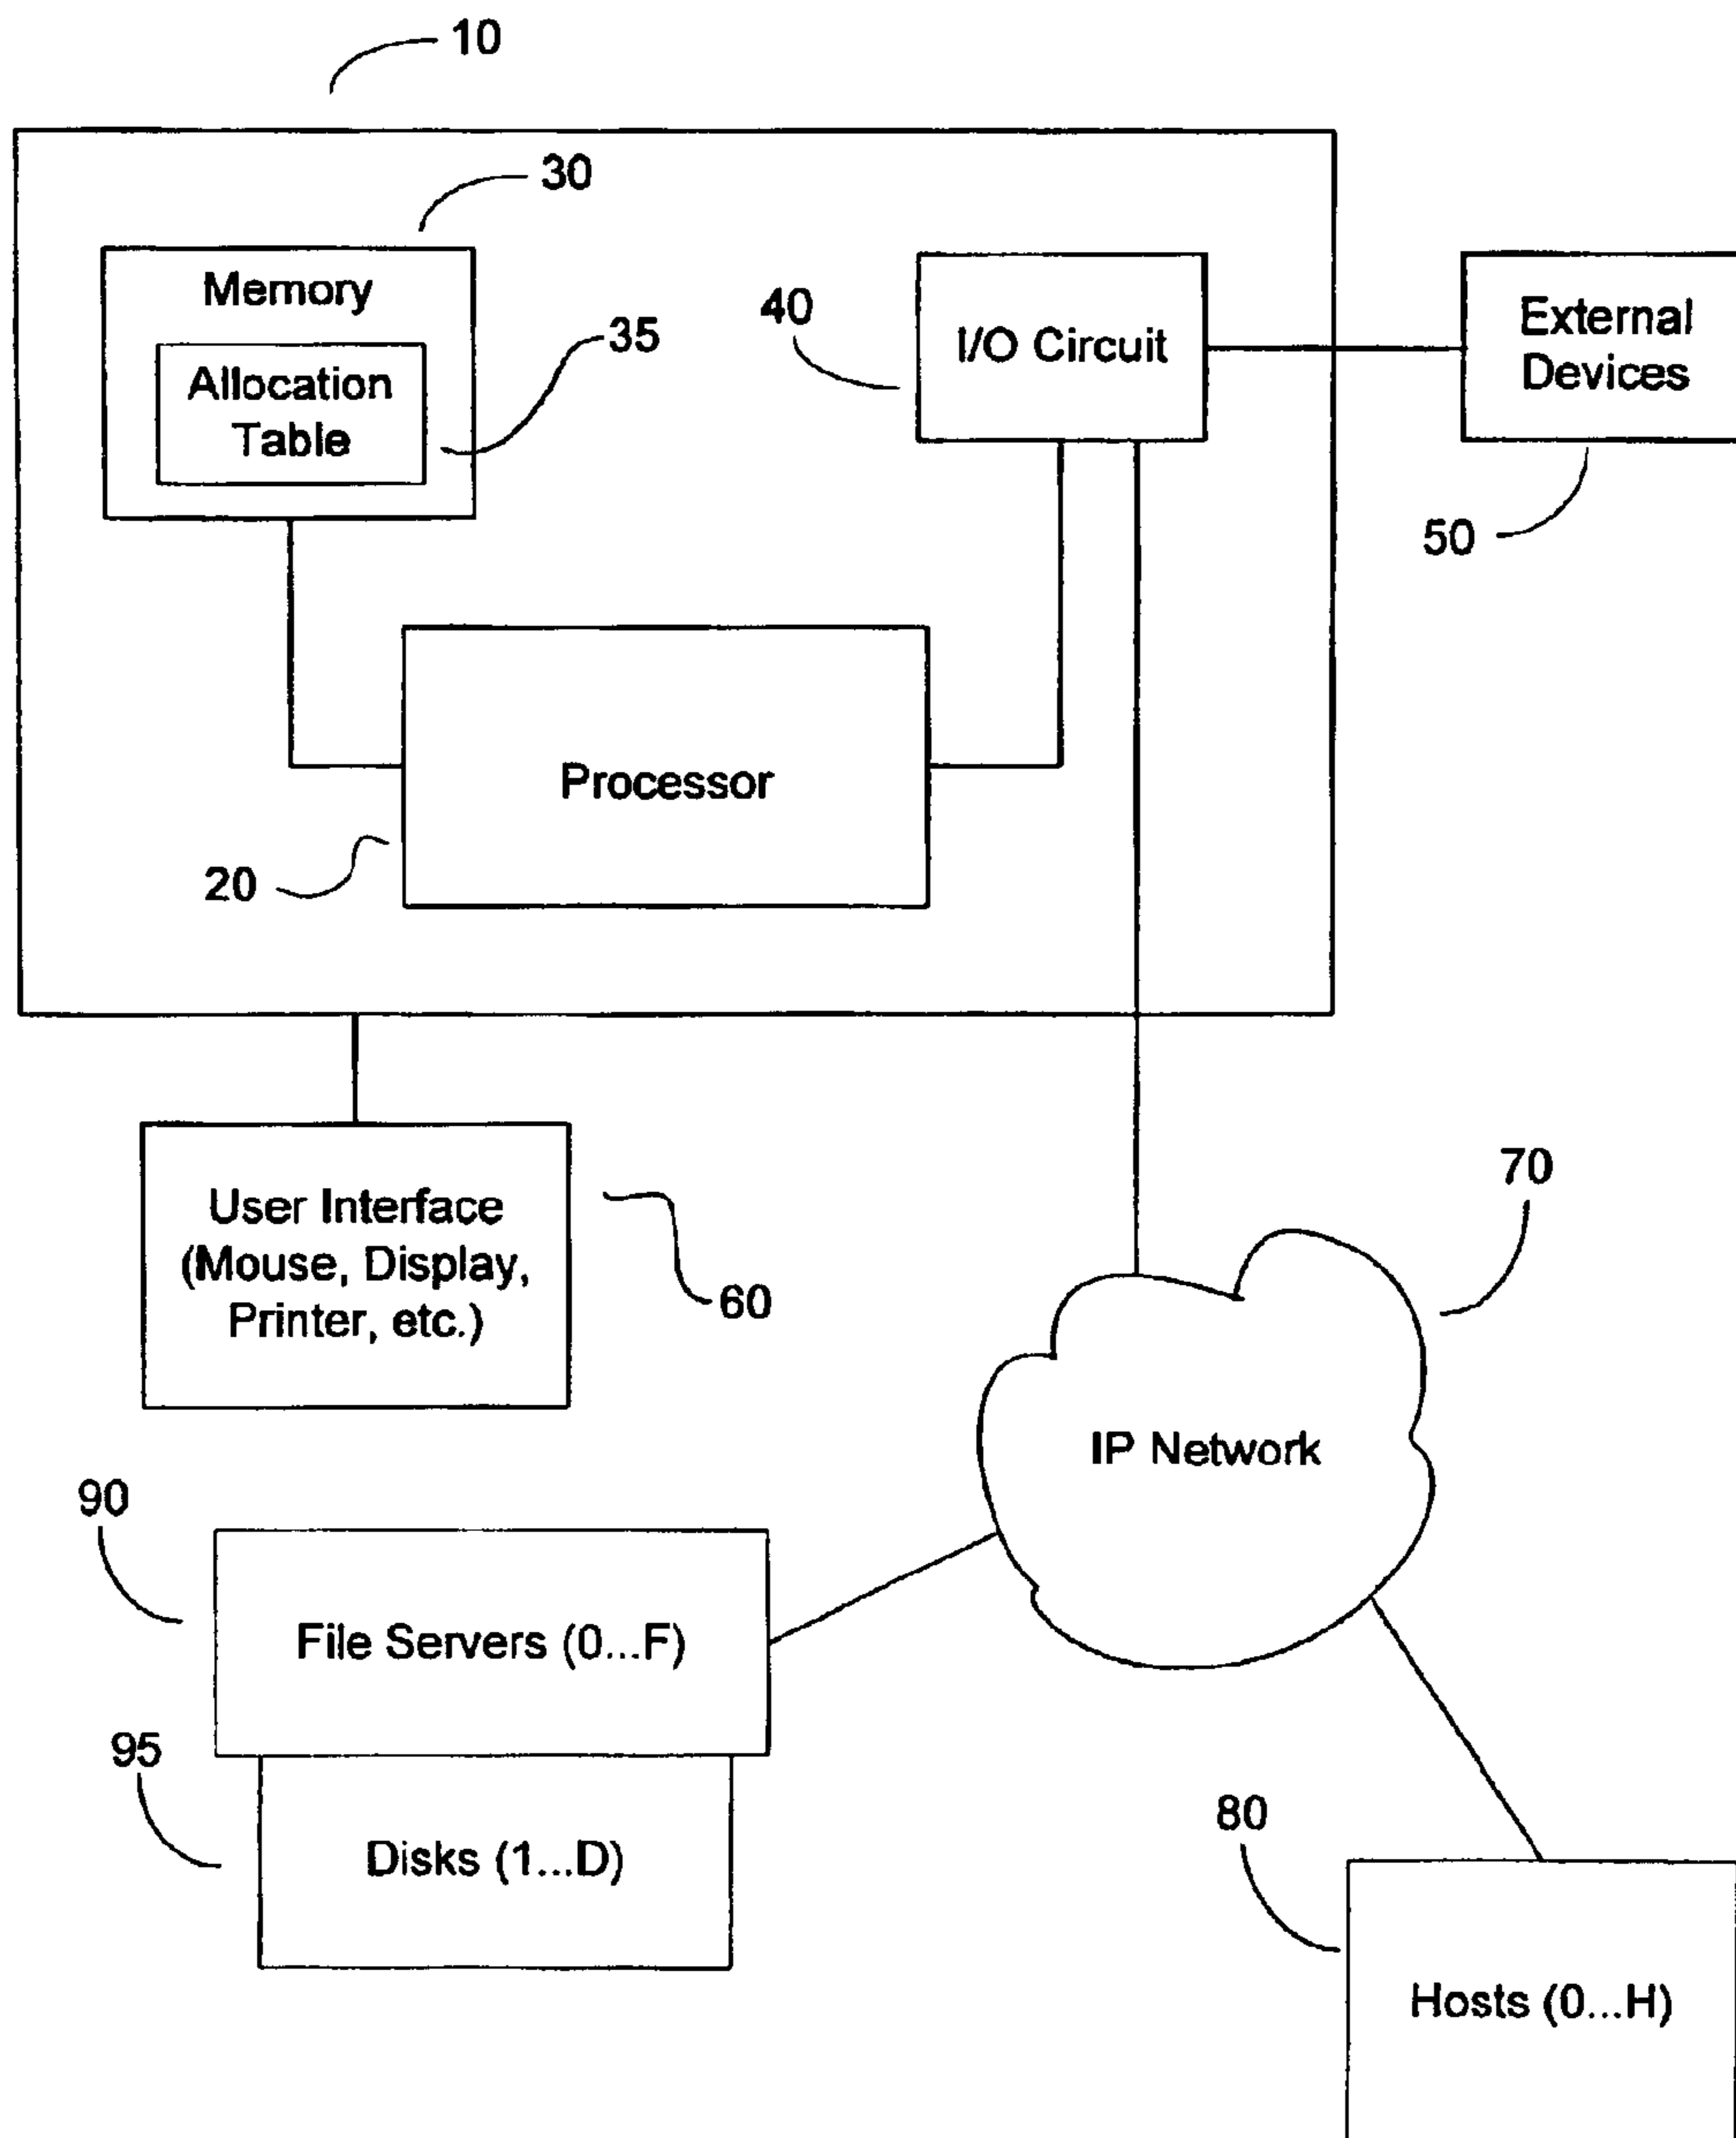 10
30
Memory
35
Allocation
Table
40
I/O Circuit
External
Devices
50
Processor
20
User Interface
(Mouse, Display,
Printer, etc.)
60
70
IP Network
90
File Servers (0...F)
95
Disks (1...D)
80
Hosts (0...H)